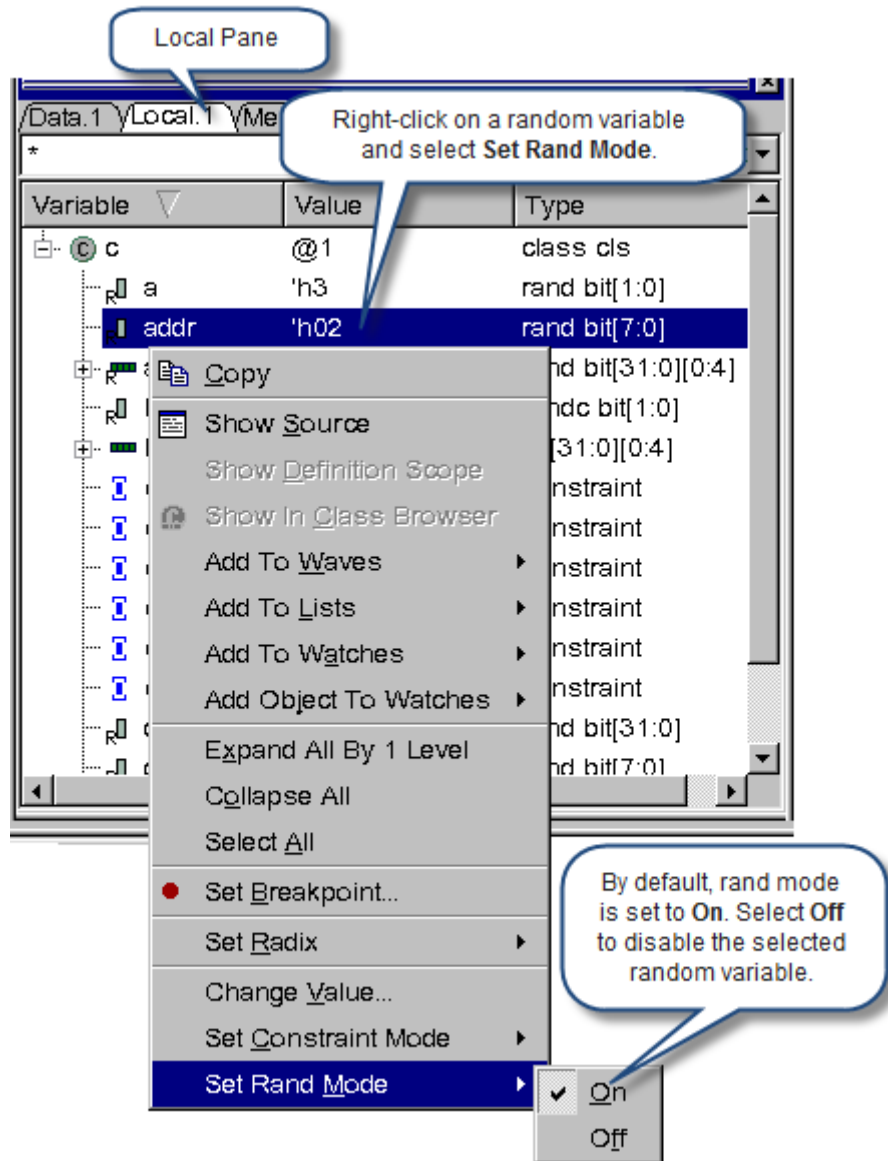 Local Pane
Data.1 Local.1 Me
Right-click on a random variable
and select Set Rand Mode.
*
Variable Value Type
c @1 class cls
a 'h3 rand bit[1:0]
addr 'h02 rand bit[7:0]
nd bit[31:0][0:4]
ndc bit[1:0]
[31:0][0:4]
nstraint
nstraint
nstraint
nstraint
nstraint
nstraint
nd bit[31:0]
nd bit[7:0]
Copy
Show Source
Show Definition Scope
Show In Class Browser
Add To Waves
Add To Lists
Add To Watches
Add Object To Watches
Expand All By 1 Level
Collapse All
Select All
Set Breakpoint...
Set Radix
Change Value...
Set Constraint Mode
Set Rand Mode
By default, rand mode
is set to On. Select Off
to disable the selected
random variable.
On
Off